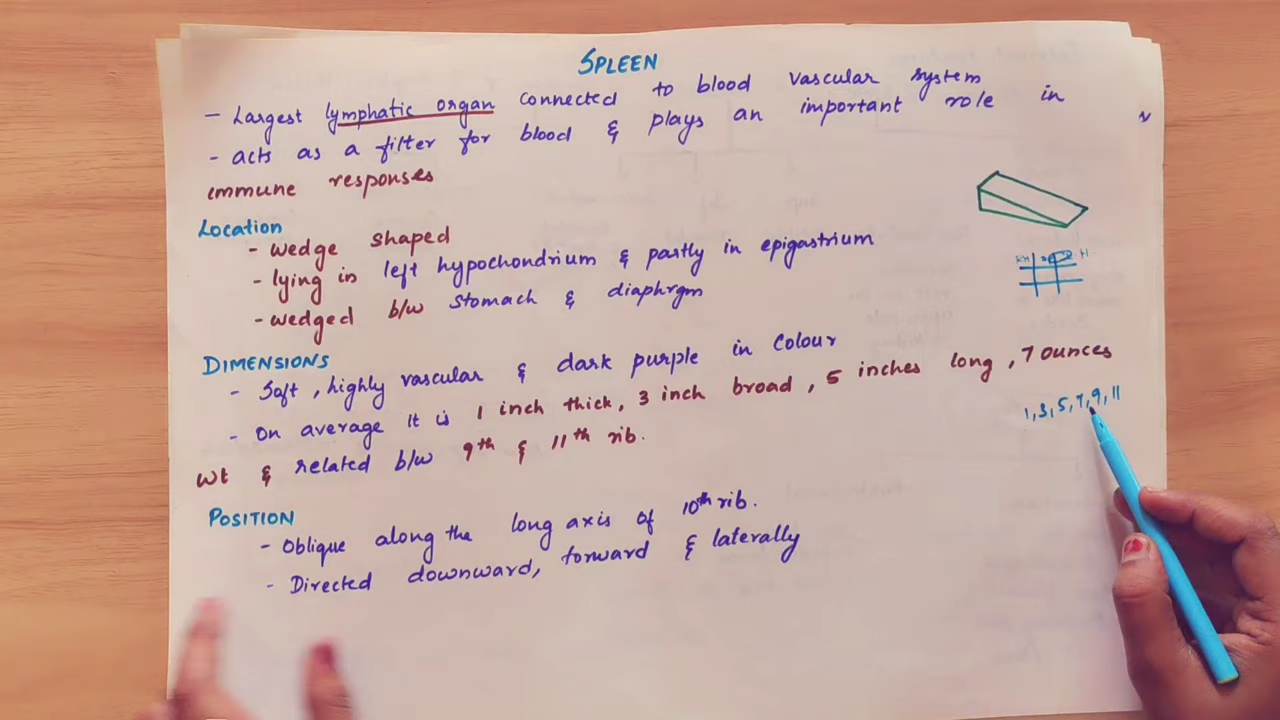 SPLEEN
- Largest lymphatic organ connected to blood vascular system
- acts as a filter for blood & plays an important role in
immune responses
Location
- wedge shaped
- lying in left hypochondrium & partly in epigastrium
- wedged b/w stomach & diaphrgm
DIMENSIONS
- Soft, highly vascular & dark purple in colour
- On average it is 1 inch thick, 3 inch broad, 5 inches long, 7 ounces
1,3,5,7,9,11
wt & related b/w 9th & 11th rib.
POSITION
- Oblique along the long axis of 10th rib.
- Directed downward, forward & laterally